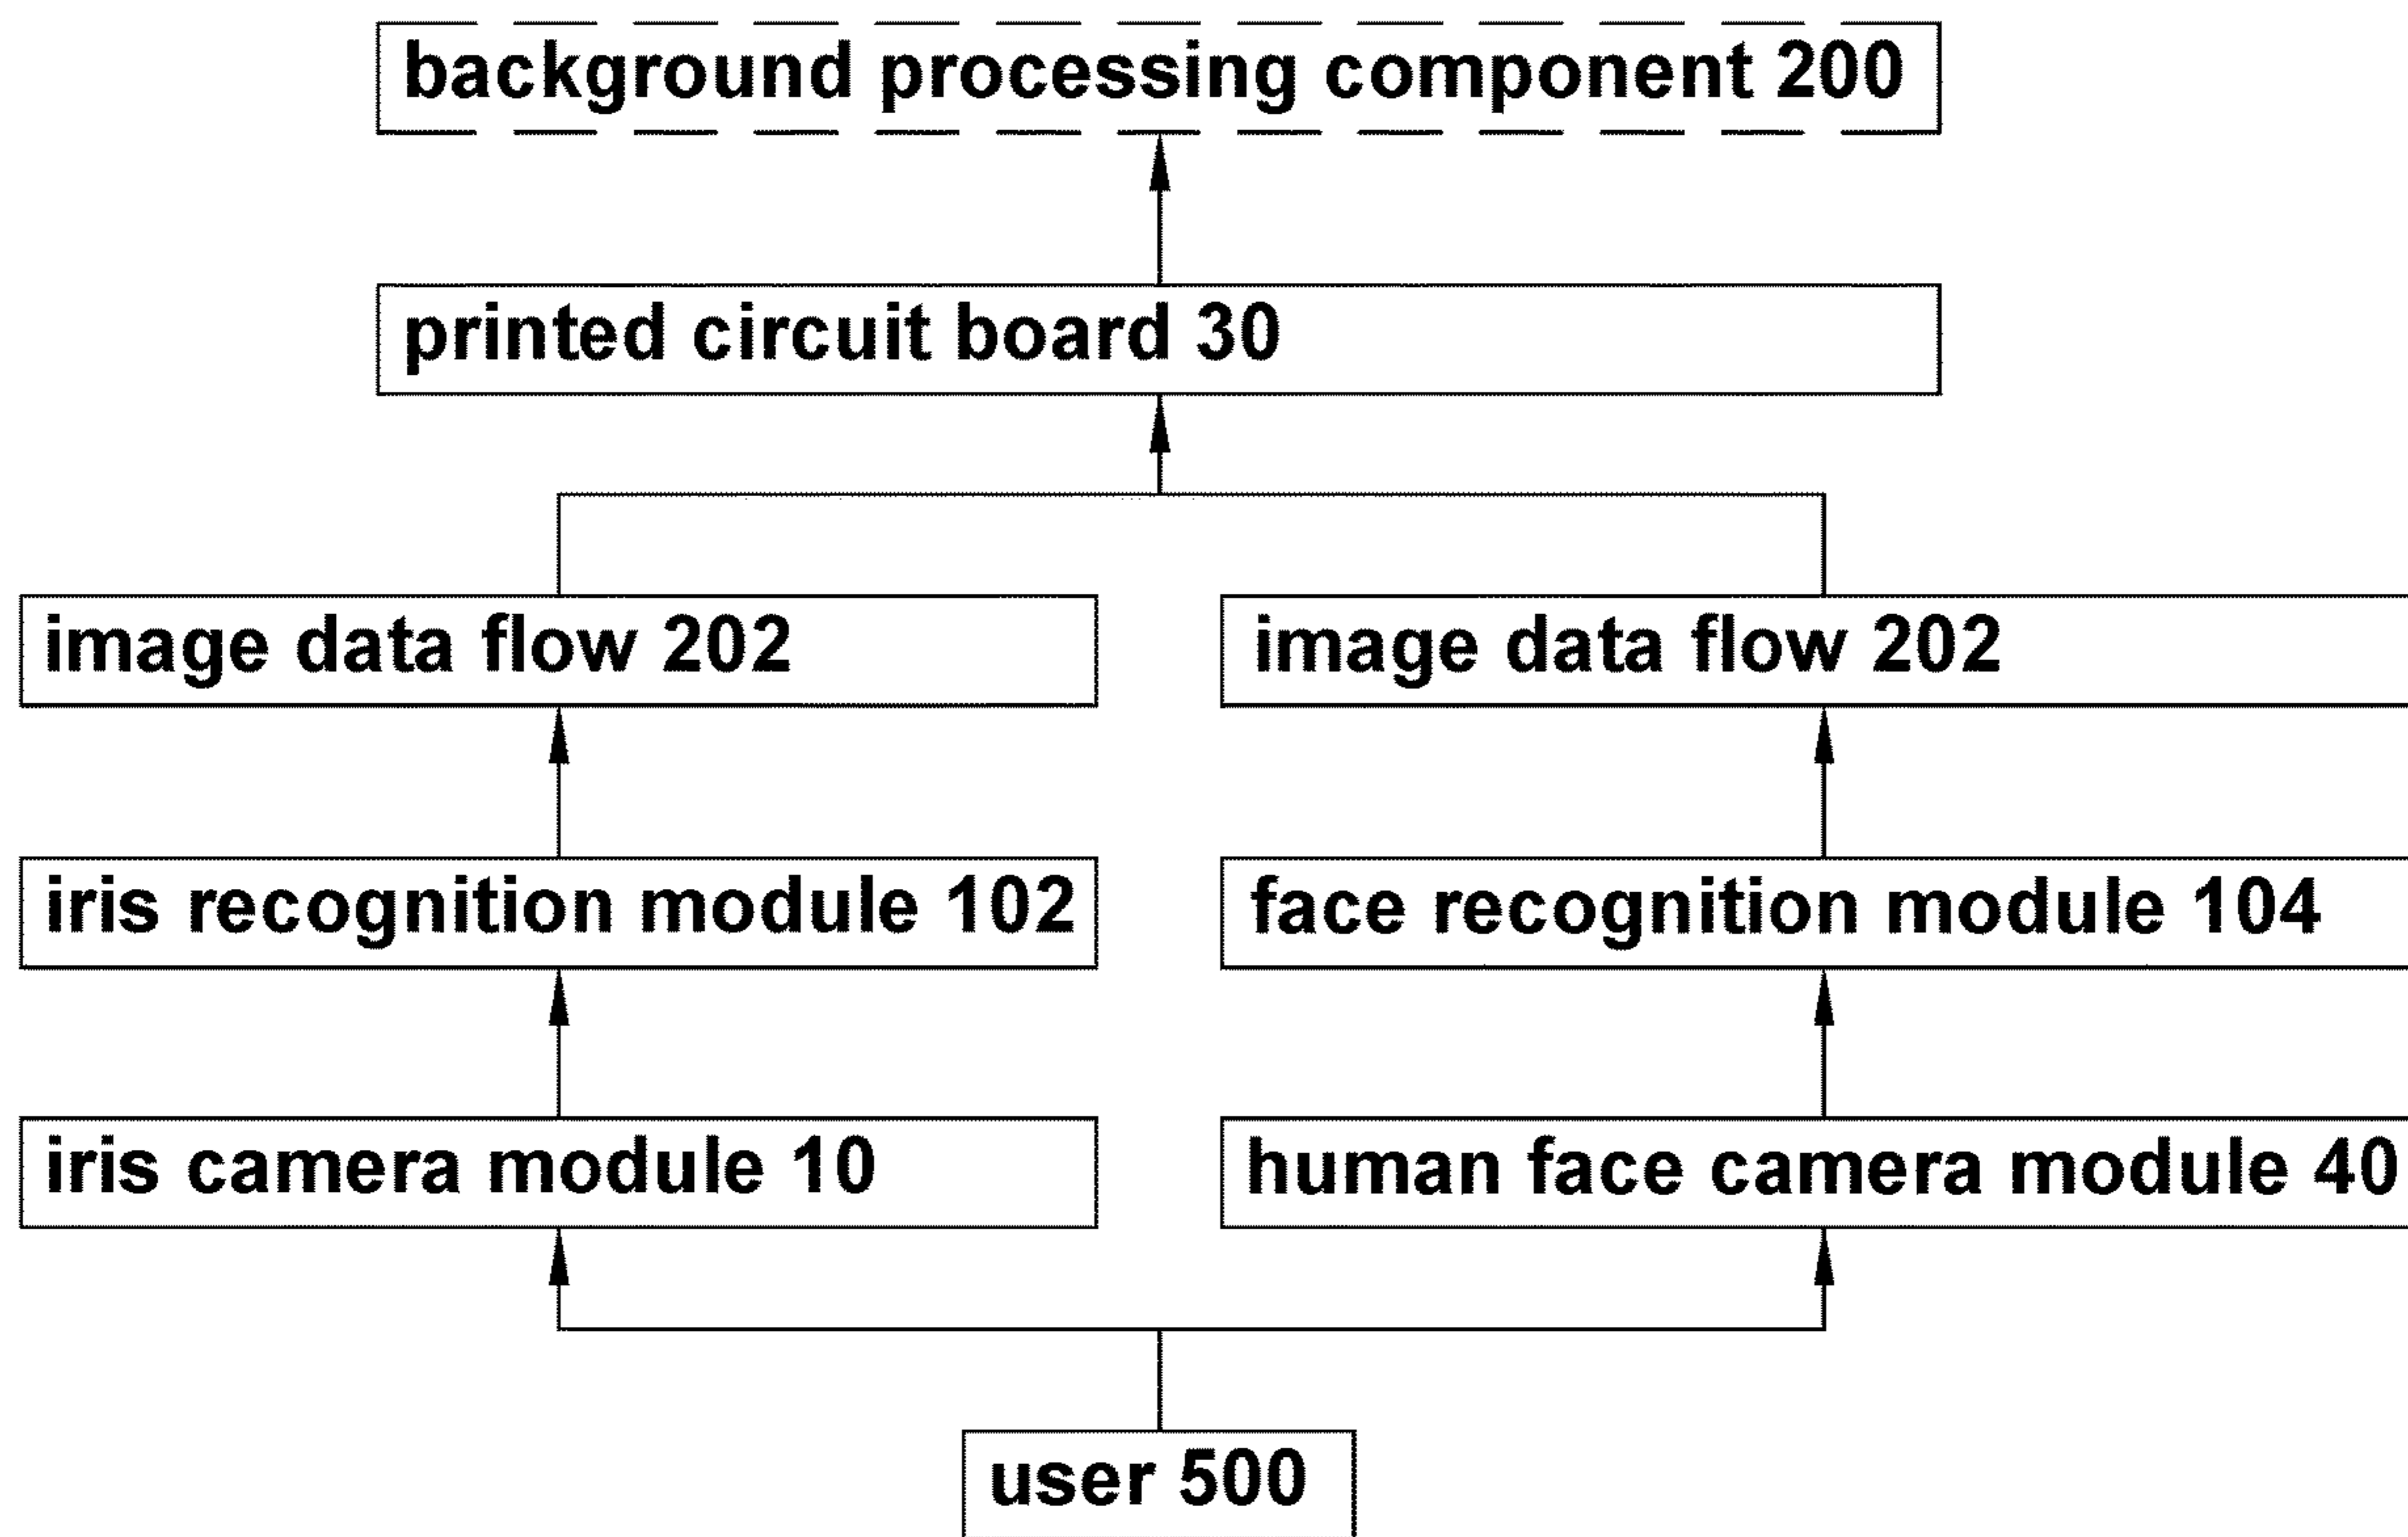 background processing component 200
printed circuit board 30
image data flow 202
image data flow 202
iris recognition module 102
face recognition module 104
iris camera module 10
human face camera module 40
user 500